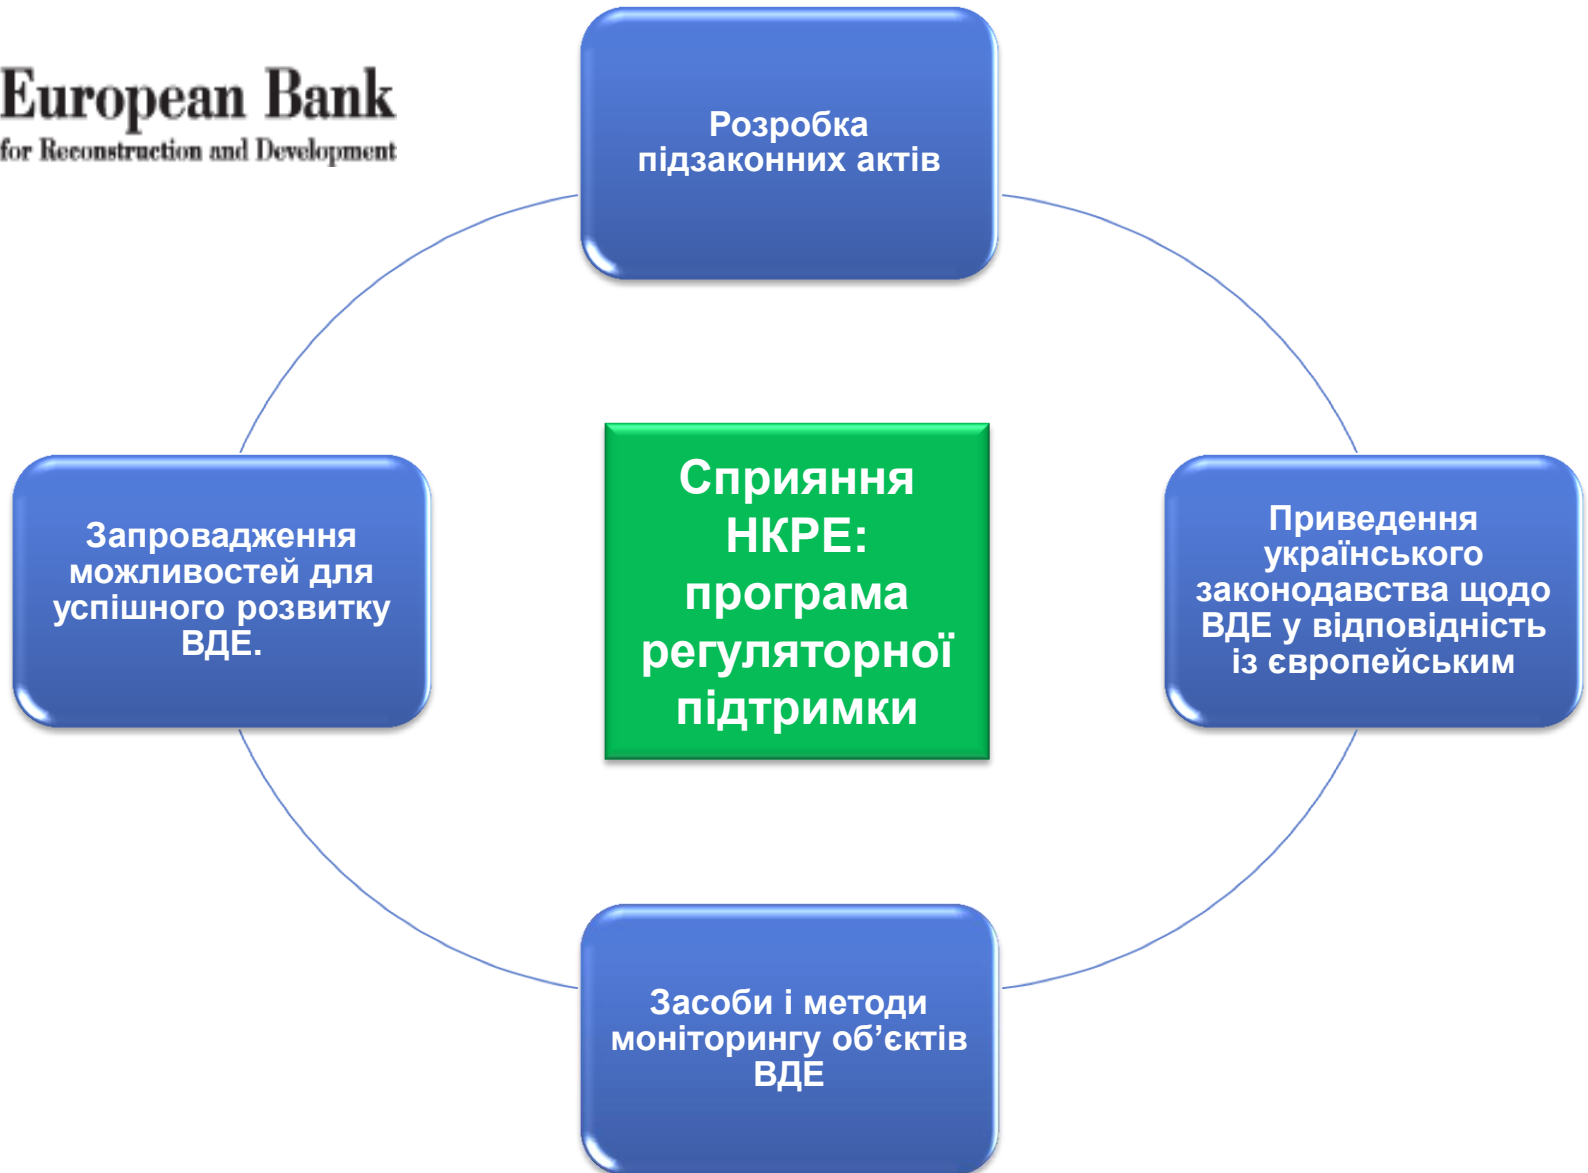 European Bank
for Reconstruction and Development
Розробка
підзаконних актів
Запровадження
можливостей для
успішного розвитку
ВДЕ.
Сприяння
НКРЕ:
програма
регуляторної
підтримки
Приведення
українського
законодавства щодо
ВДЕ у відповідність
із європейським
Засоби і методи
моніторингу об’єктів
ВДЕ